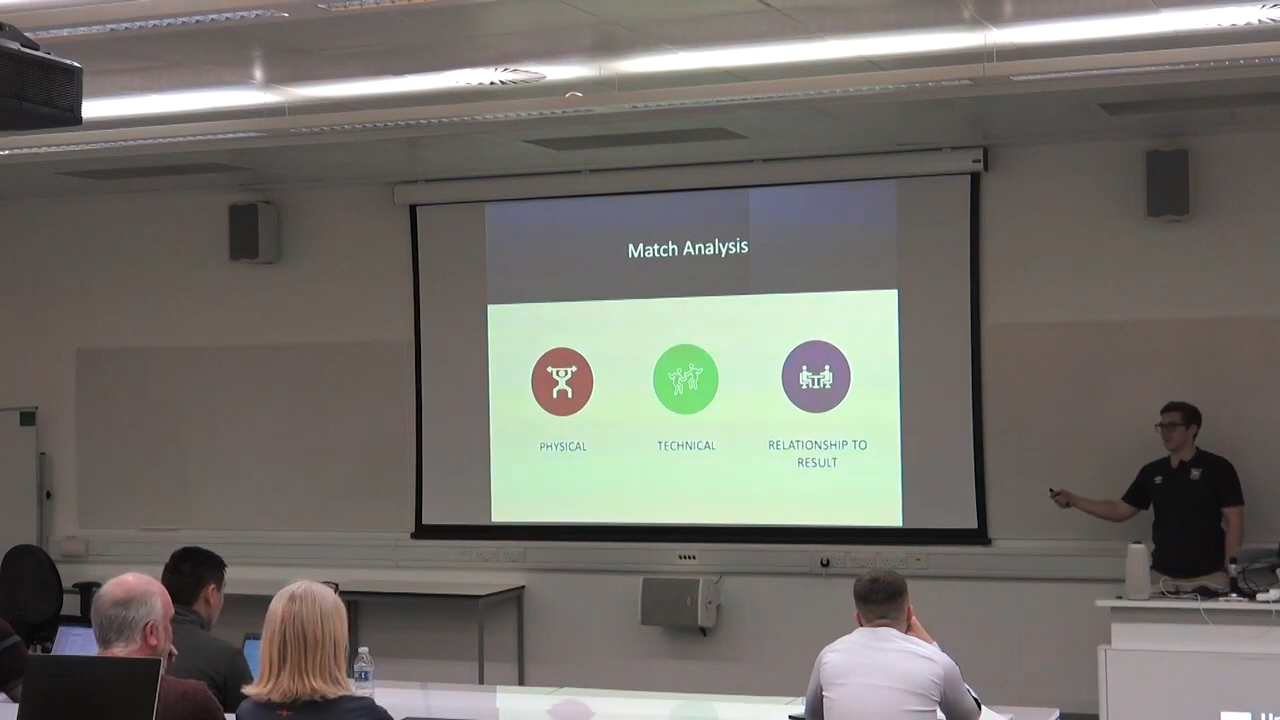 Match Analysis
PHYSICAL
TECHNICAL
RELATIONSHIP TO
RESULT